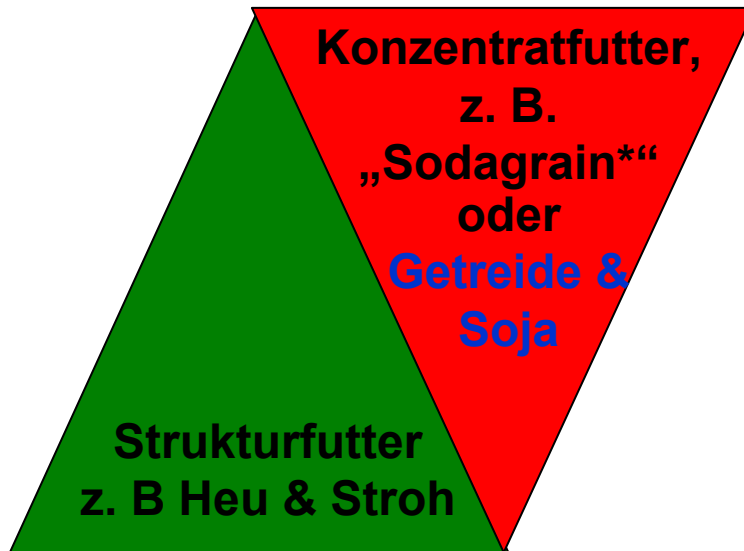 Konzentratfutter,
z. B.
„Sodagrain*“
oder
Getreide &
Soja
Strukturfutter
z. B Heu & Stroh